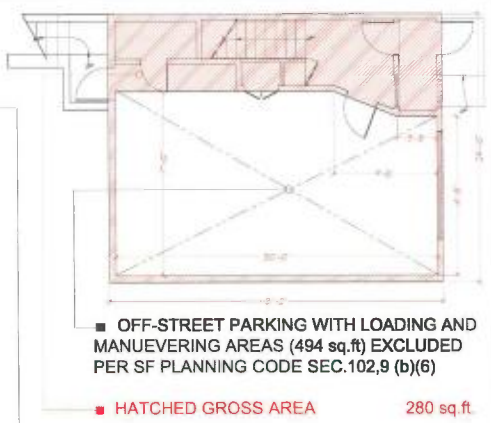 OFF-STREET PARKING WITH LOADING AND
MANUEVERING AREAS (494 sq.ft) EXCLUDED
PER SF PLANNING CODE SEC.102,9 (b)(6)
HATCHED GROSS AREA 280 sq.ft.